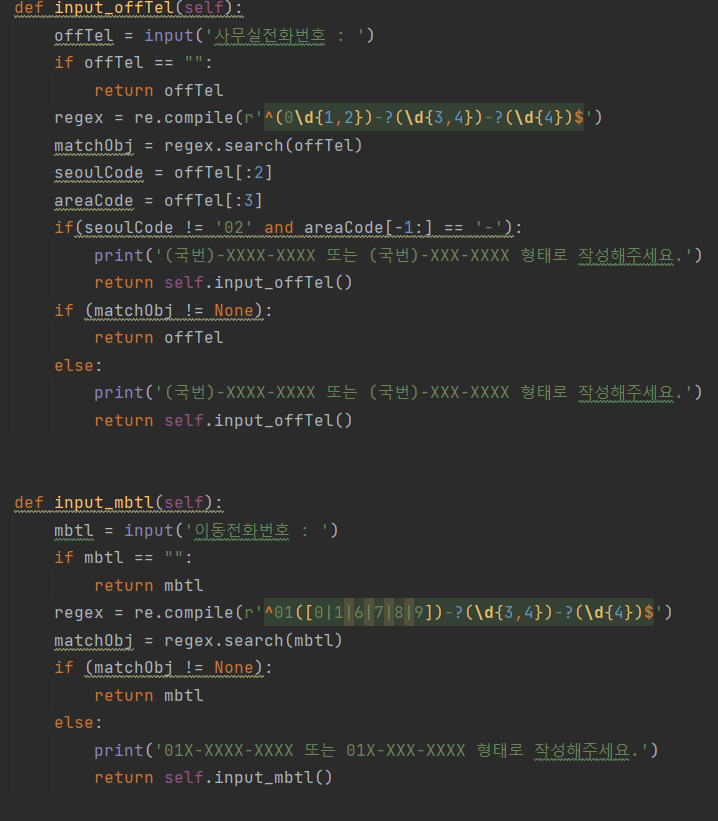 def input_offTel(self):
    offTel = input('사무실전화번호 : ')
    if offTel == "":
        return offTel
    regex = re.compile(r'^(0\d{1,2})-?(\d{3,4})-?(\d{4})$')
    matchObj = regex.search(offTel)
    seoulCode = offTel[:2]
    areaCode = offTel[:3]
    if(seoulCode != '02' and areaCode[-1:] == '-'):
        print('(국번)-XXXX-XXXX 또는 (국번)-XXX-XXXX 형태로 작성해주세요.')
        return self.input_offTel()
    if (matchObj != None):
        return offTel
    else:
        print('(국번)-XXXX-XXXX 또는 (국번)-XXX-XXXX 형태로 작성해주세요.')
        return self.input_offTel()
def input_mbtl(self):
    mbtl = input('이동전화번호 : ')
    if mbtl == "":
        return mbtl
    regex = re.compile(r'^01([0|1|6|7|8|9])-?(\d{3,4})-?(\d{4})$')
    matchObj = regex.search(mbtl)
    if (matchObj != None):
        return mbtl
    else:
        print('01X-XXXX-XXXX 또는 01X-XXX-XXXX 형태로 작성해주세요.')
        return self.input_mbtl()